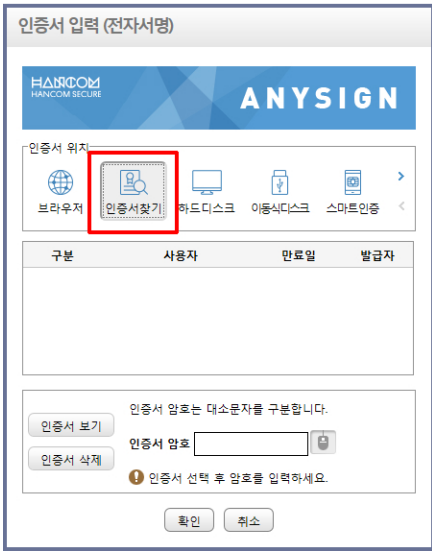 인증서 입력 (전자서명)
HANCOM
HANCOM SECURE
ANYSIGN
인증서 위치
브라우저 인증서찾기 하드디스크 이동식디스크 스마트인증
구분 사용자 만료일 발급자
인증서 암호는 대소문자를 구분합니다.
인증서 보기
인증서 암호
인증서 삭제
인증서 선택 후 암호를 입력하세요.
확인 취소